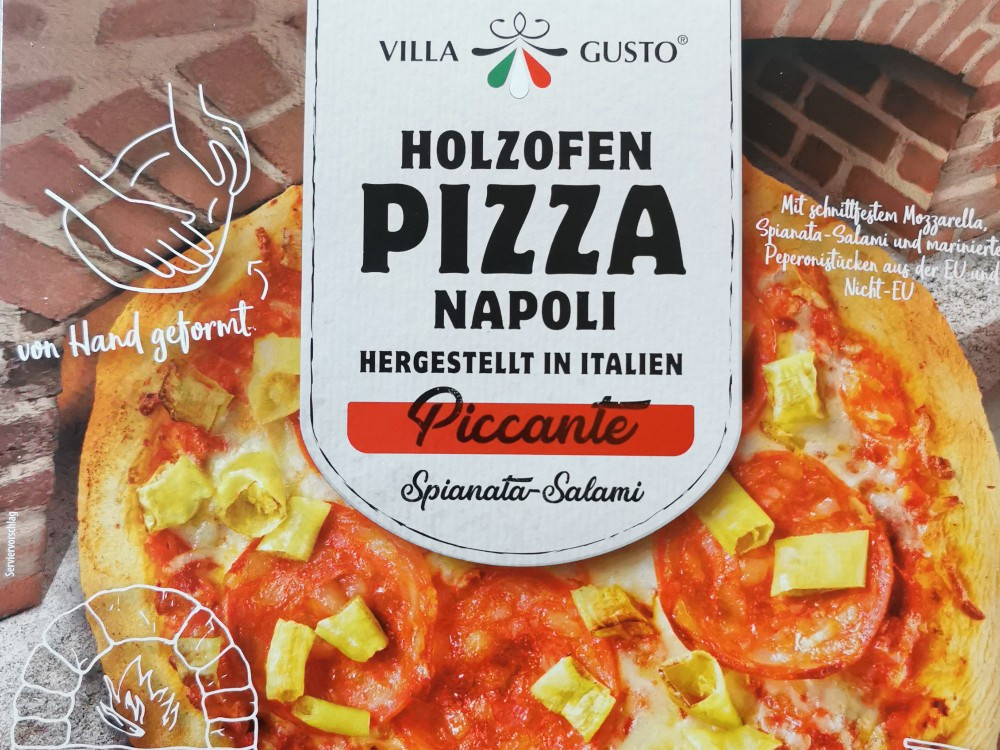 VILLA GUSTO®
HOLZOFEN
PIZZA
NAPOLI
HERGESTELLT IN ITALIEN
Piccante
Spianata-Salami
von Hand geformt
Mit schnittfestem Mozzarella,
Spianata-Salami und marinierte
Peperonistücken aus der EU und
Nicht-EU
Serviervorschlag